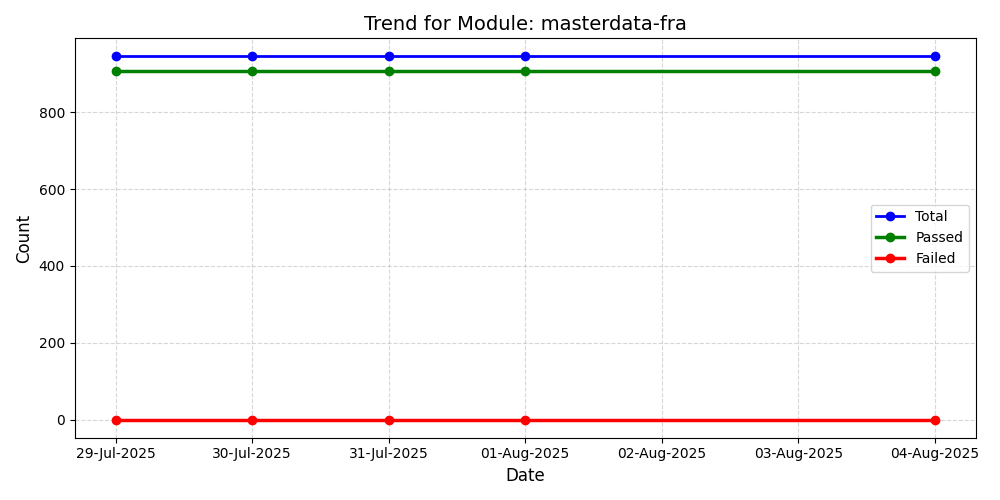 Trend for Module: masterdata-fra
Count
800
600
400
200
0
Total
Passed
Failed
29-Jul-2025
30-Jul-2025
31-Jul-2025
01-Aug-2025
02-Aug-2025
03-Aug-2025
04-Aug-2025
Date